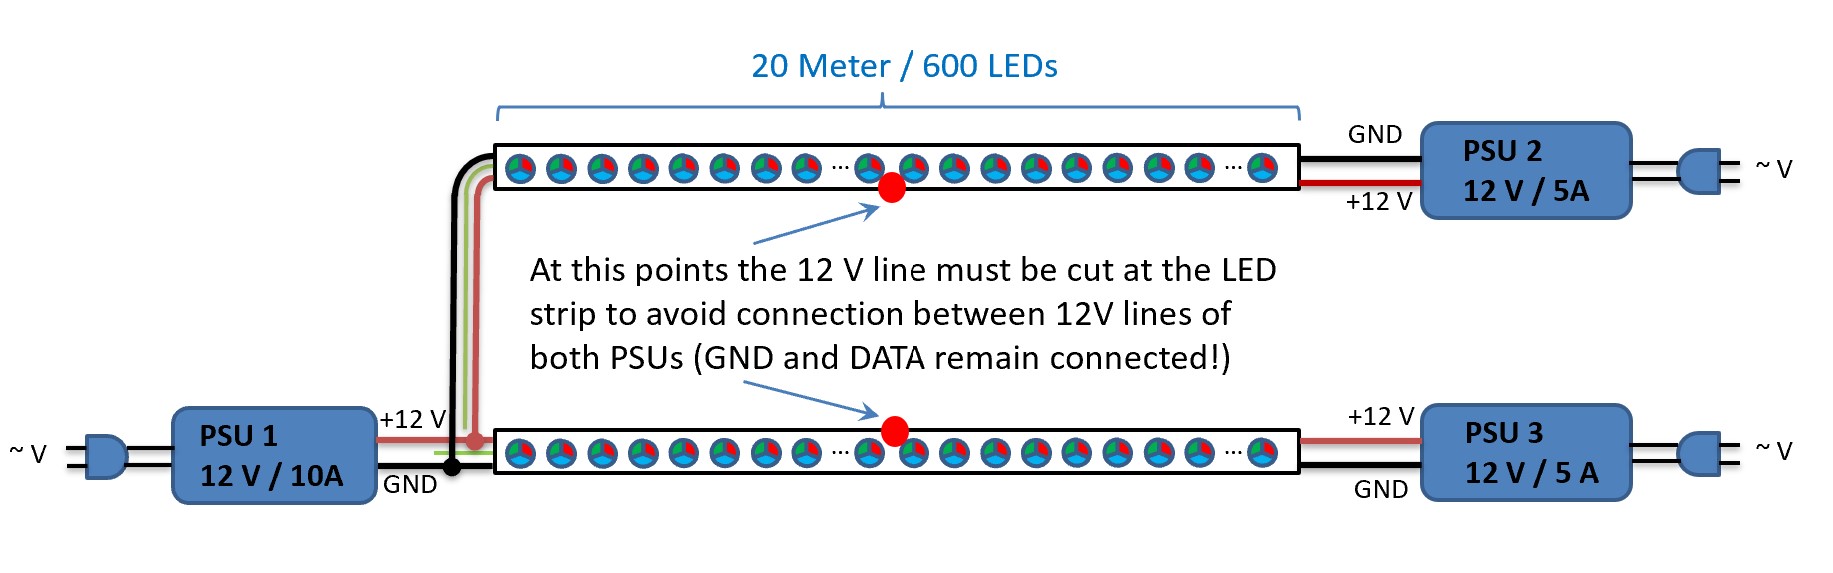 20 Meter / 600 LEDs
GND
PSU 2
12 V / 5A
+12 V
~ V
...
...
At this points the 12 V line must be cut at the LED
strip to avoid connection between 12V lines of
both PSUs (GND and DATA remain connected!)
~ V
PSU 1
12 V / 10A
+12 V
GND
...
...
+12 V
GND
PSU 3
12 V / 5 A
~ V